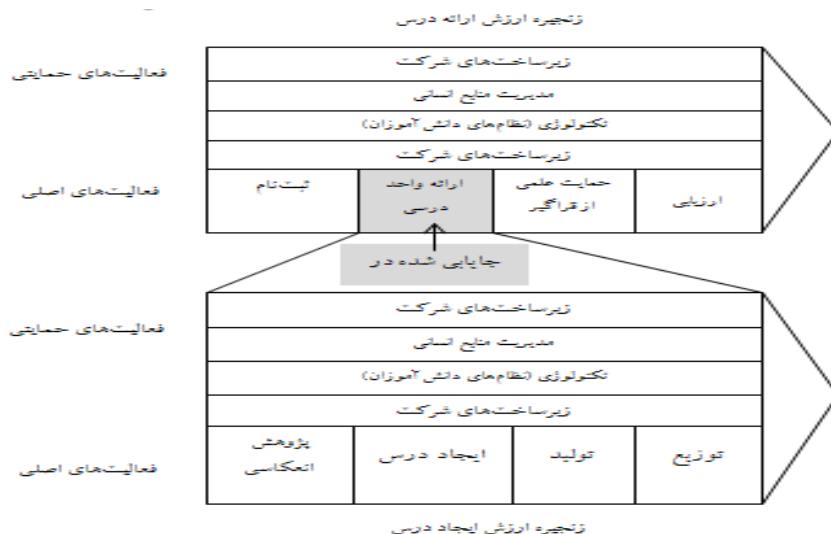 زنجیره ارزش ارائه درس
فعالیت‌های حمایتی
زیرساخت‌های شرکت
مدیریت منابع انسانی
تکنولوژی (نظام‌های دانش‌آموزان)
زیرساخت‌های شرکت
فعالیت‌های اصلی
ثبت‌نام
ارائه واحد
درسی
حمایت علمی
از فراگیر
ارزیابی
جایابی شده در
فعالیت‌های حمایتی
زیرساخت‌های شرکت
مدیریت منابع انسانی
تکنولوژی (نظام‌های دانش‌آموزان)
زیرساخت‌های شرکت
فعالیت‌های اصلی
پژوهش
انعکاسی
ایجاد درس
تولید
توزیع
زنجیره ارزش ایجاد درس